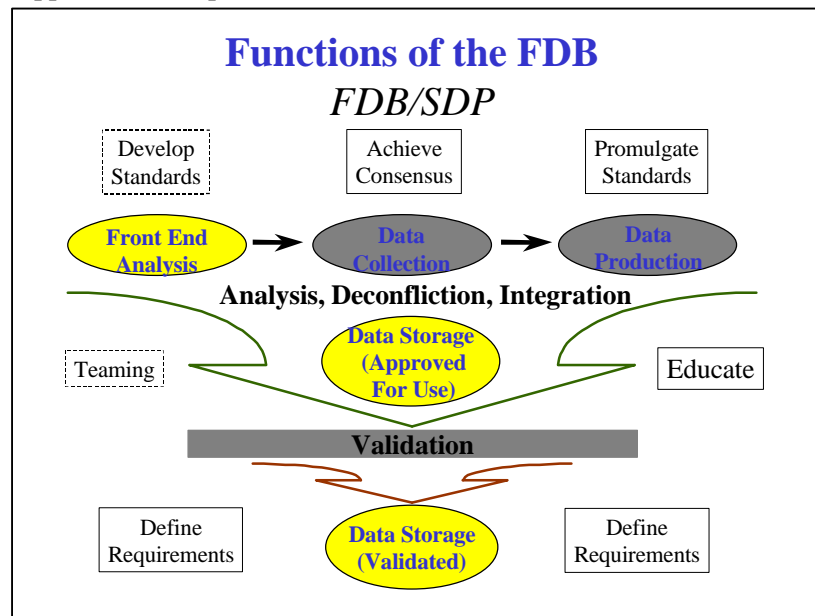 Functions of the FDB
FDB/SDP
Develop
Standards
Achieve
Consensus
Promulgate
Standards
Front End
Analysis
Data
Collection
Data
Production
Analysis, Deconfliction, Integration
Data Storage
(Approved
For Use)
Teaming
Educate
Validation
Define
Requirements
Data Storage
(Validated)
Define
Requirements